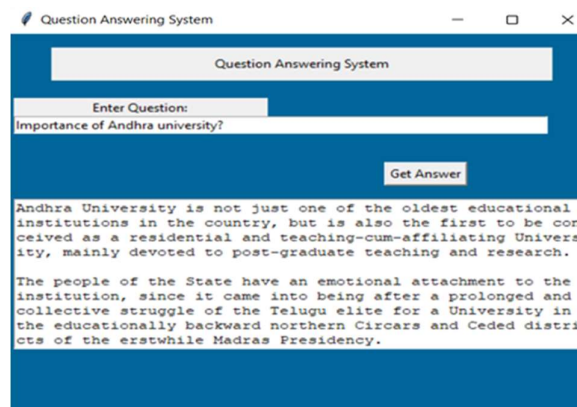 Question Answering System
Question Answering System
Enter Question:
Importance of Andhra university?
Get Answer
Andhra University is not just one of the oldest educational
institutions in the country, but is also the first to be con
ceived as a residential and teaching-cum-affiliating Univers
ity, mainly devoted to post-graduate teaching and research.
The people of the State have an emotional attachment to the
institution, since it came into being after a prolonged and
collective struggle of the Telugu elite for a University in
the educationally backward northern Circars and Ceded distri
cts of the erstwhile Madras Presidency.